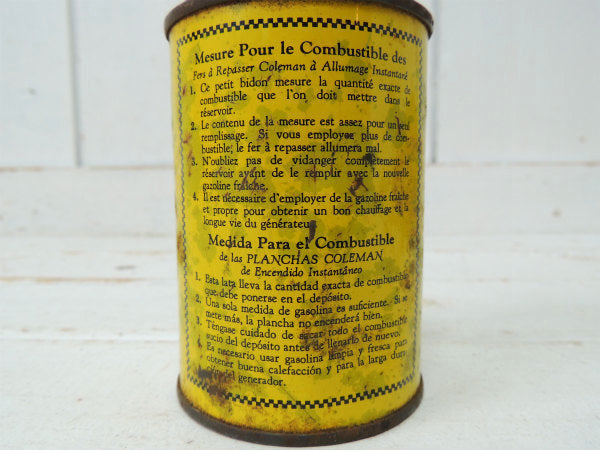 Mesure Pour le Combustible des
Fers à Repasser Coleman à Allumage Instantané
1. Ce petit bidon mesure la quantité exacte de
combustible que l'on doit mettre dans le
réservoir.
2. Le contenu de la mesure est assez pour un seul
remplissage. Si vous employez plus de com-
bustible, le fer à repasser allumera mal.
3. N'oubliez pas de vidanger complètement le
réservoir avant de le remplir avec la nouvelle
gazoline fraîche.
4. Il est nécessaire d'employer de la gazoline fraîche
et propre pour obtenir un bon chauffage et la
longue vie du générateur.
Medida Para el Combustible
de las PLANCHAS COLEMAN
de Encendido Instantáneo
1. Esta lata lleva la cantidad exacta de combustible
que debe ponerse en el depósito.
2. Una sola medida de gasolina es suficiente. Si se
mete más, la plancha no encenderá bien.
3. Téngase cuidado de sacar todo el combustible
sucio del depósito antes de llenarlo de nuevo.
Es necesario usar gasolina limpia y fresca para
obtener buena calefacción y para la larga dura-
del generador.